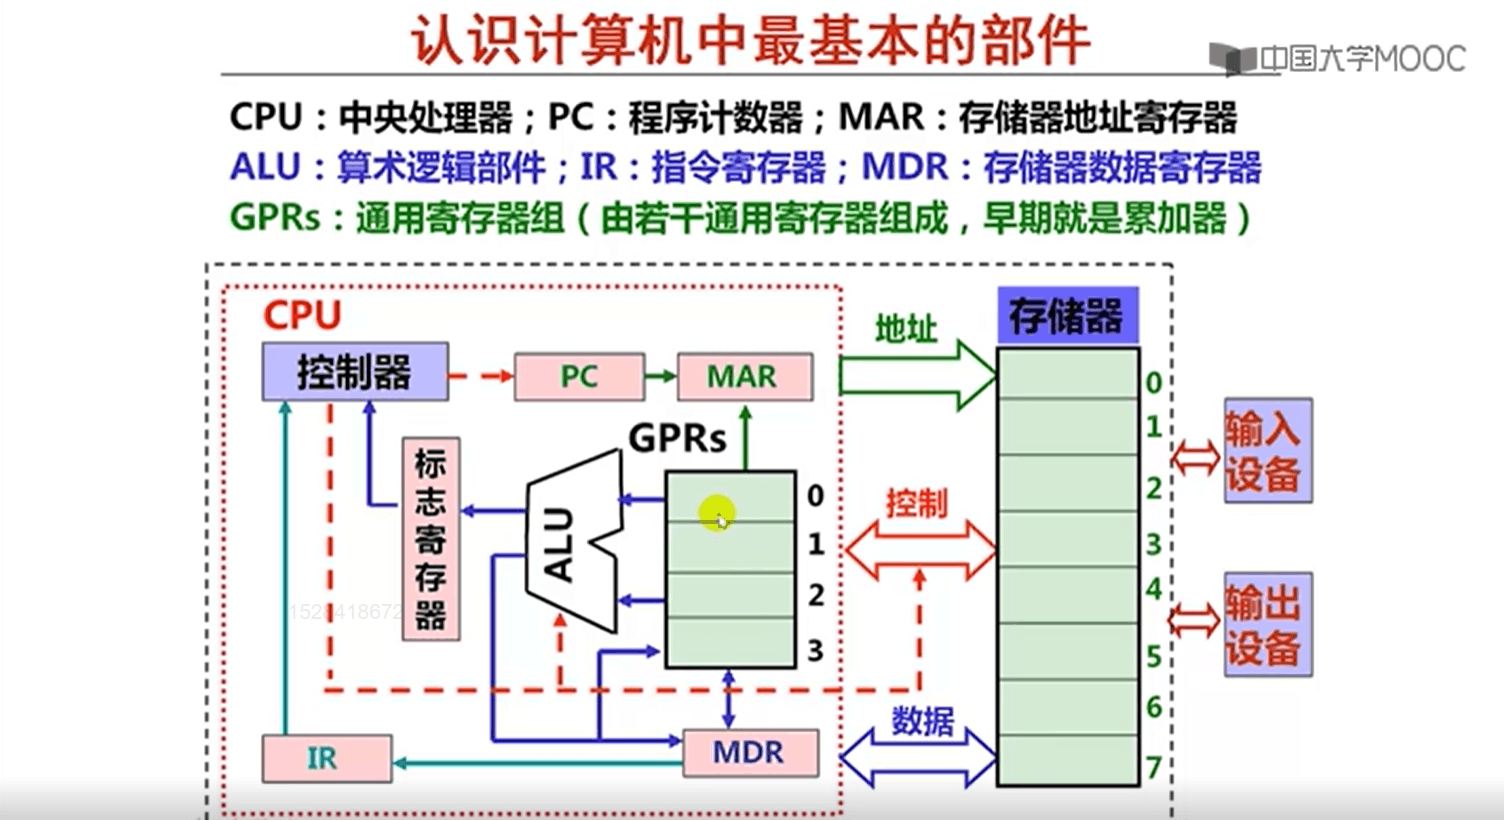 认识计算机中最基本的部件
中国大学MOOC
CPU：中央处理器；PC：程序计数器；MAR：存储器地址寄存器
ALU：算术逻辑部件；IR：指令寄存器；MDR：存储器数据寄存器
GPRs：通用寄存器组（由若干通用寄存器组成，早期就是累加器）
CPU
控制器
PC
MAR
地址
存储器
0
1
2
3
4
5
6
7
输入
设备
输出
设备
标志寄存器
ALU
GPRs
0
1
2
3
控制
数据
IR
MDR
1528418672